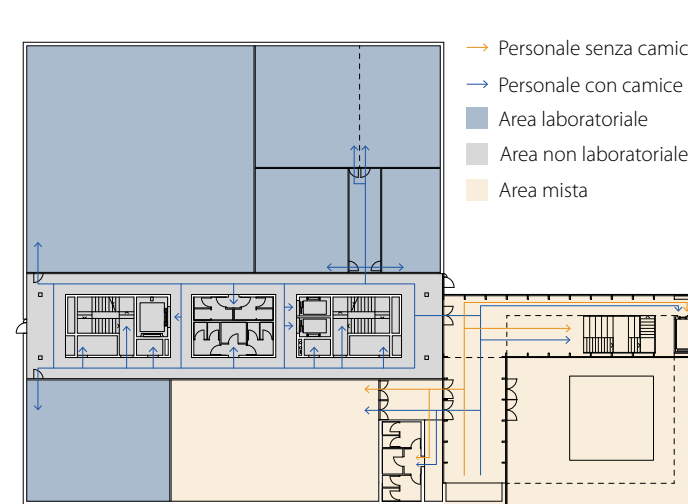 Personale senza camic
Personale con camice
Area laboratoriale
Area non laboratoriale
Area mista